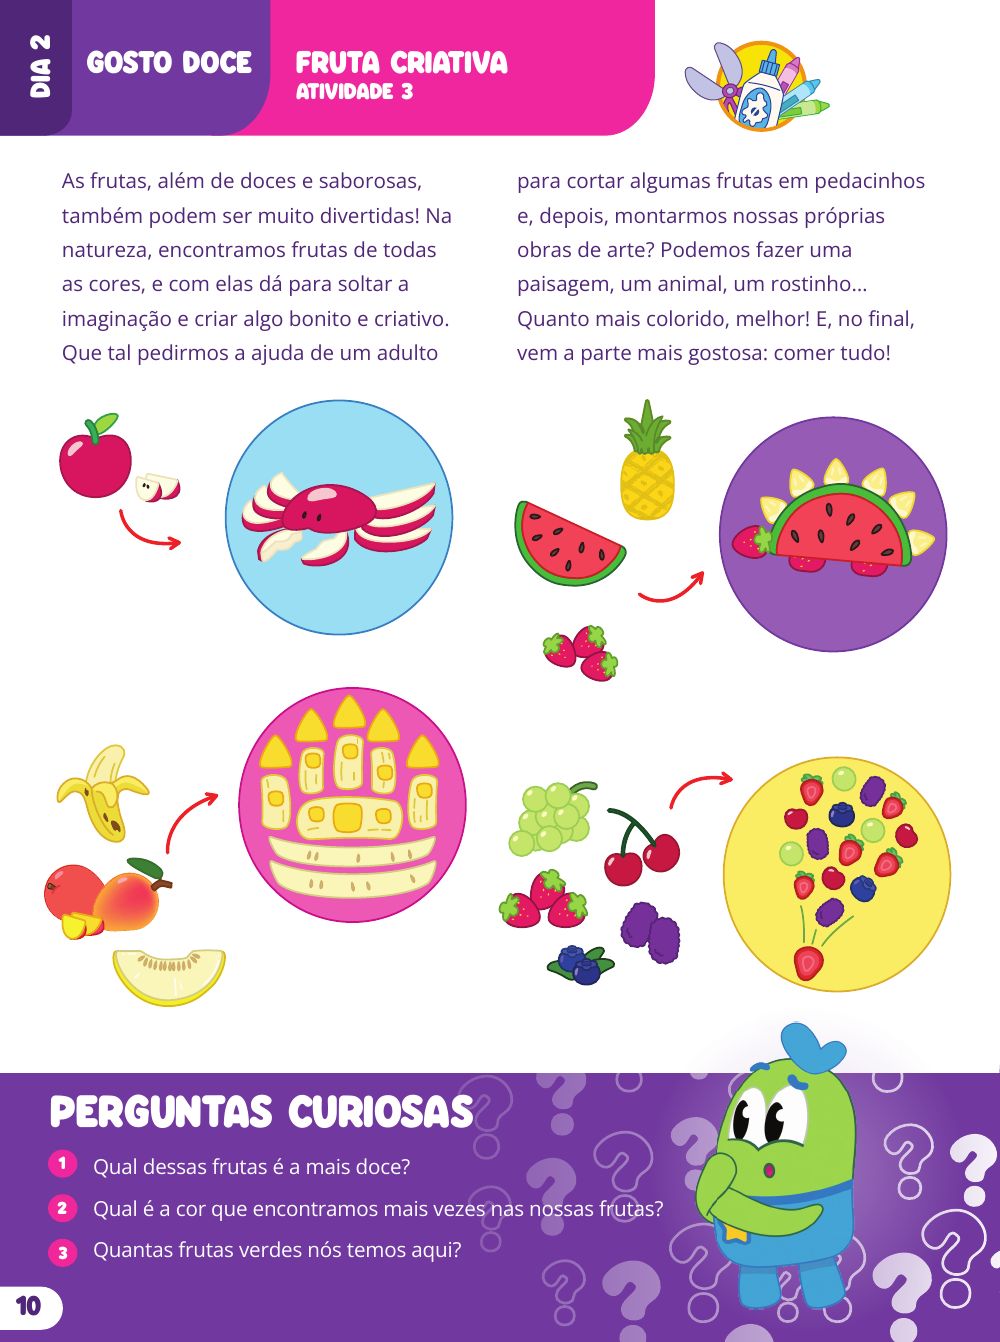 DIA 2
GOSTO DOCE
FRUTA CRIATIVA
ATIVIDADE 3
As frutas, além de doces e saborosas,
também podem ser muito divertidas! Na
natureza, encontramos frutas de todas
as cores, e com elas dá para soltar a
imaginação e criar algo bonito e criativo.
Que tal pedirmos a ajuda de um adulto
para cortar algumas frutas em pedacinhos
e, depois, montarmos nossas próprias
obras de arte? Podemos fazer uma
paisagem, um animal, um rostinho...
Quanto mais colorido, melhor! E, no final,
vem a parte mais gostosa: comer tudo!
PERGUNTAS CURIOSAS
1 Qual dessas frutas é a mais doce?
2 Qual é a cor que encontramos mais vezes nas nossas frutas?
3 Quantas frutas verdes nós temos aqui?
10